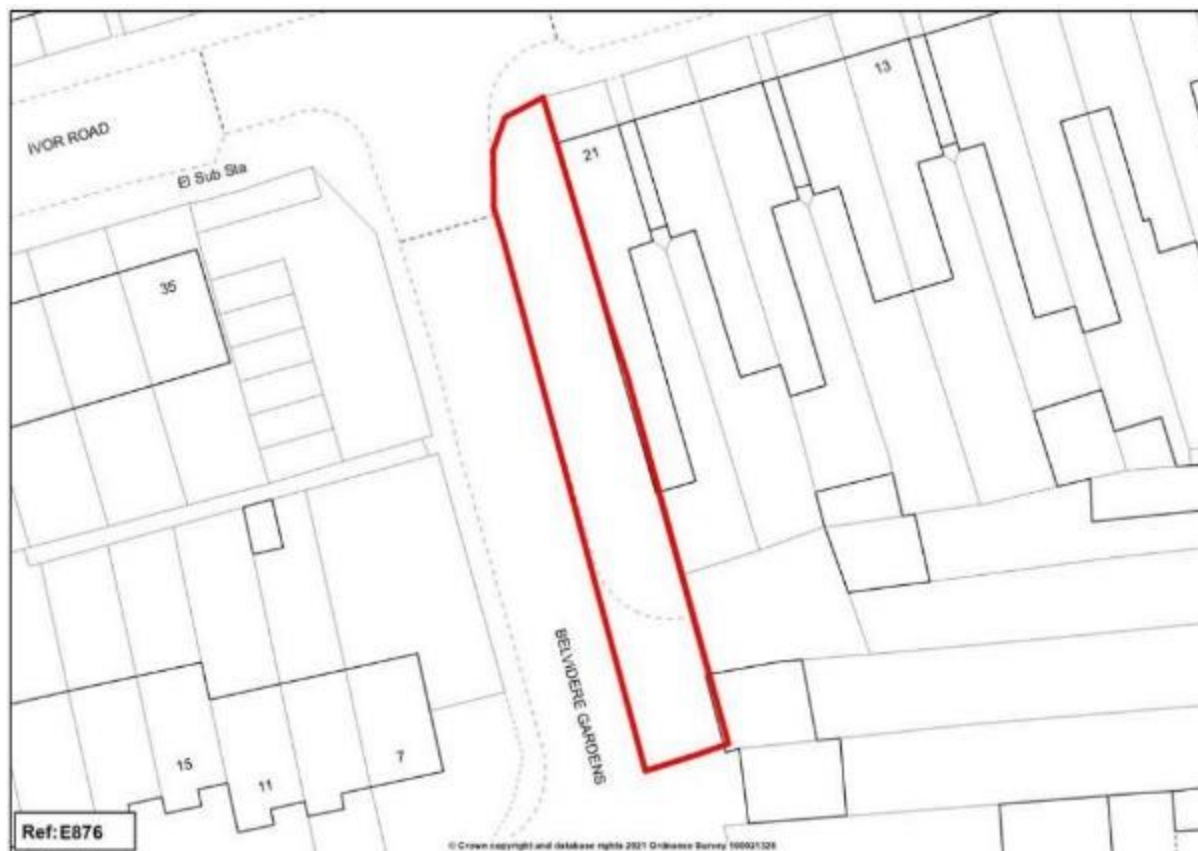 13
IVOR ROAD
21
El Sub Sta
35
BELVIDERE GARDENS
15
11
7
Ref:E876
© Crown copyright and database rights 2021 Ordnance Survey 100021328